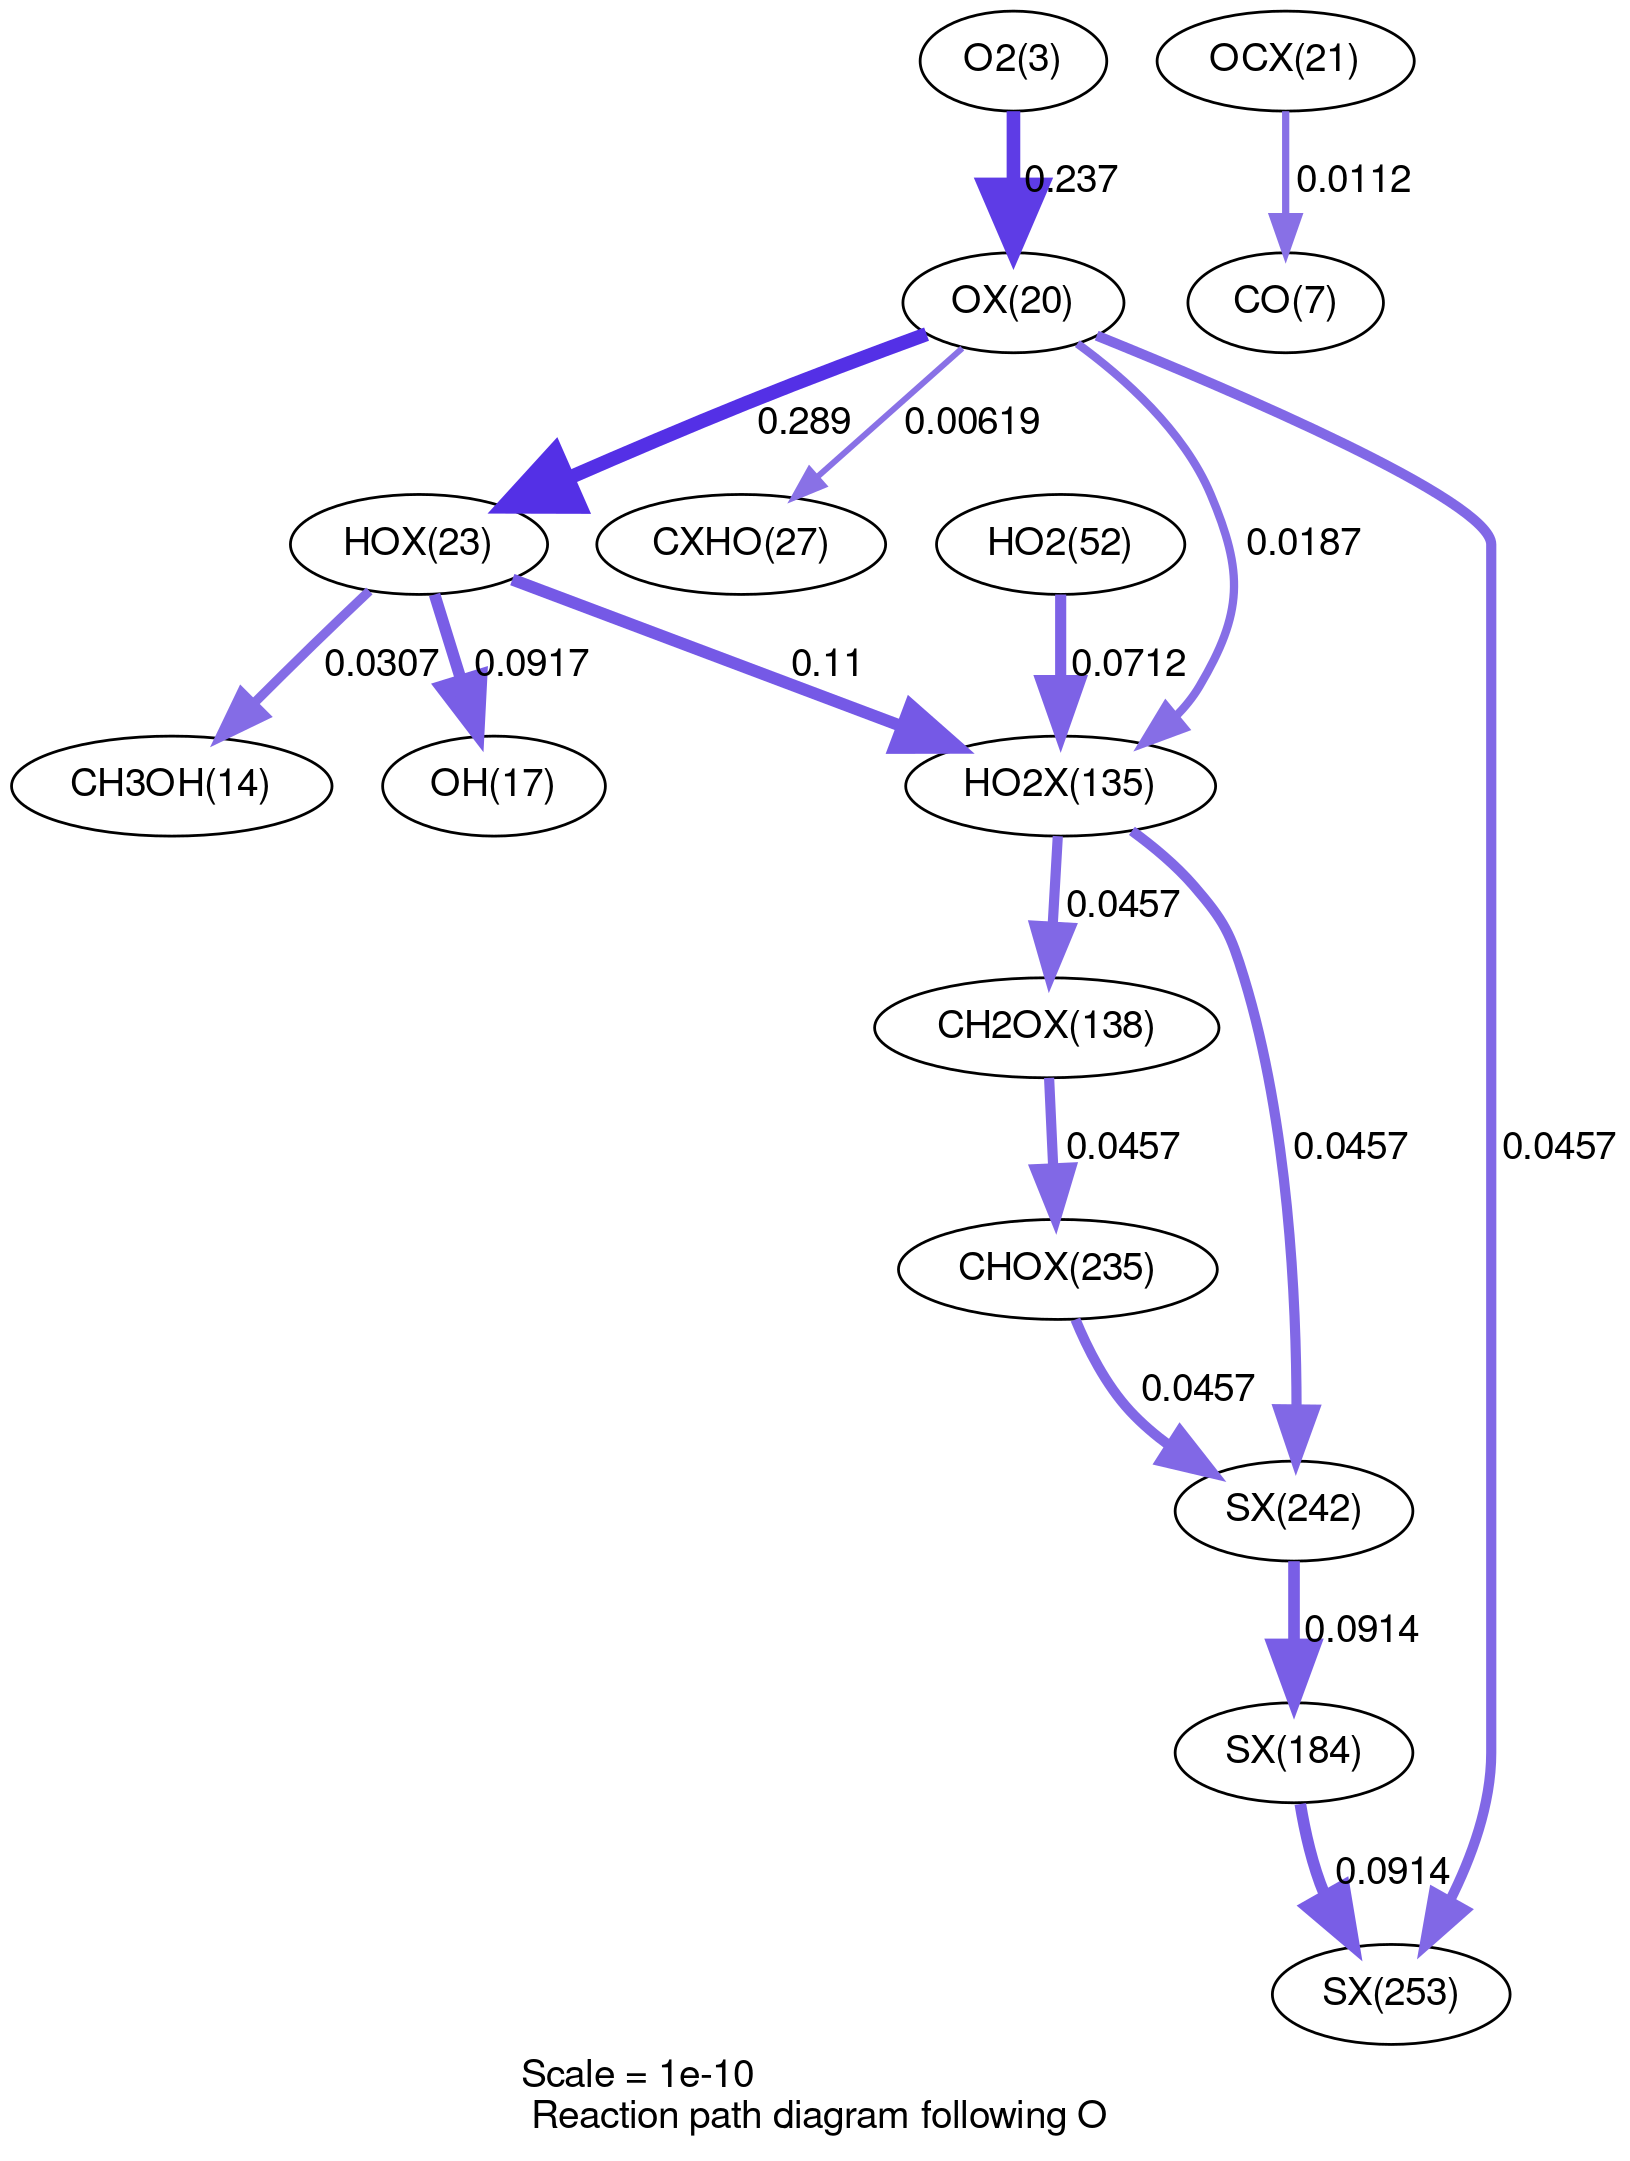 O2(3)
OCX(21)
0.237
0.0112
OX(20)
CO(7)
0.289
0.00619
HOX(23)
CXHO(27)
HO2(52)
0.0187
0.0307
0.0917
0.11
0.0712
CH3OH(14)
OH(17)
HO2X(135)
0.0457
CH2OX(138)
0.0457
0.0457
0.0457
CHOX(235)
0.0457
SX(242)
0.0914
SX(184)
0.0914
SX(253)
Scale = 1e-10
Reaction path diagram following O